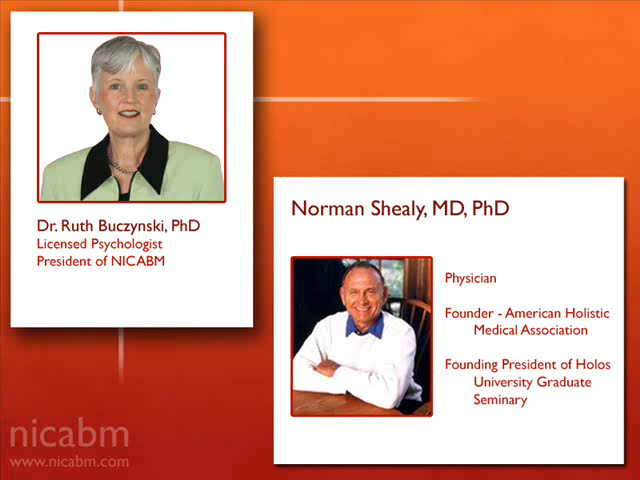 Dr. Ruth Buczynski, PhD
Licensed Psychologist
President of NICABM
Norman Shealy, MD, PhD
Physician
Founder - American Holistic
Medical Association
Founding President of Holos
University Graduate
Seminary
nicabm
www.nicabm.com